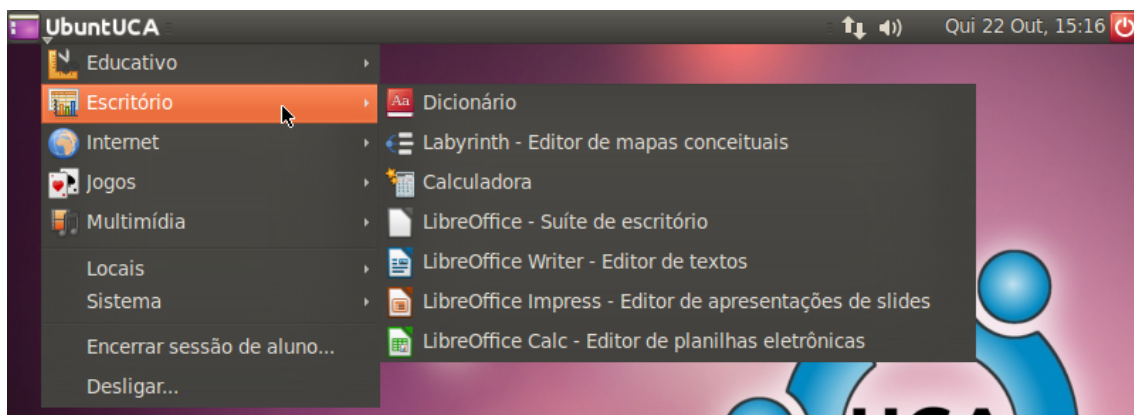 UbuntUCA
Qui 22 Out, 15:16
Educativo
Escritório
Internet
Jogos
Multimídia
Locais
Sistema
Encerrar sessão de aluno...
Desligar...
Aa Dicionário
Labyrinth - Editor de mapas conceituais
Calculadora
LibreOffice - Suíte de escritório
LibreOffice Writer - Editor de textos
LibreOffice Impress - Editor de apresentações de slides
LibreOffice Calc - Editor de planilhas eletrônicas
UCA